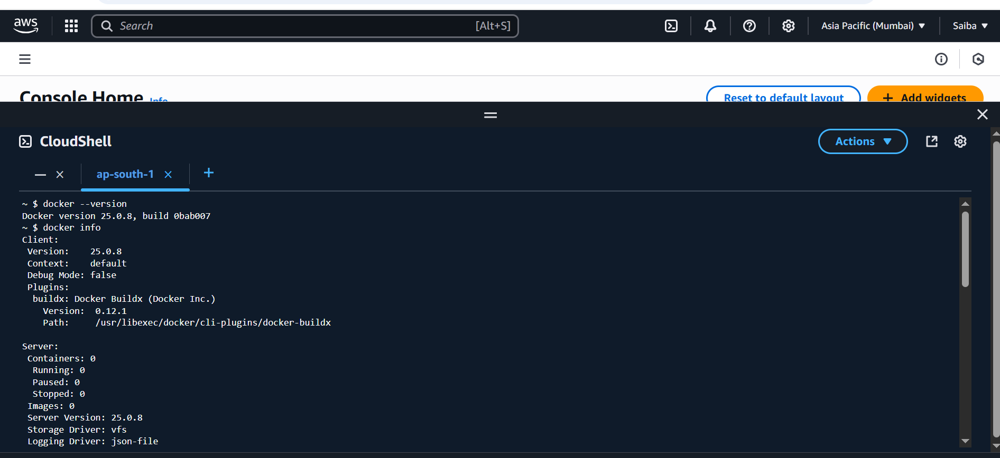 aws
Search [Alt+S]
Asia Pacific (Mumbai)
Saiba
Console Home Info
Reset to default layout
+ Add widgets
CloudShell
Actions
— ×
ap-south-1 × +
~ $ docker --version
Docker version 25.0.8, build 0bab007
~ $ docker info
Client:
 Version:    25.0.8
 Context:    default
 Debug Mode: false
 Plugins:
  buildx: Docker Buildx (Docker Inc.)
    Version:  0.12.1
    Path:     /usr/libexec/docker/cli-plugins/docker-buildx

Server:
 Containers: 0
  Running: 0
  Paused: 0
  Stopped: 0
 Images: 0
 Server Version: 25.0.8
 Storage Driver: vfs
 Logging Driver: json-file